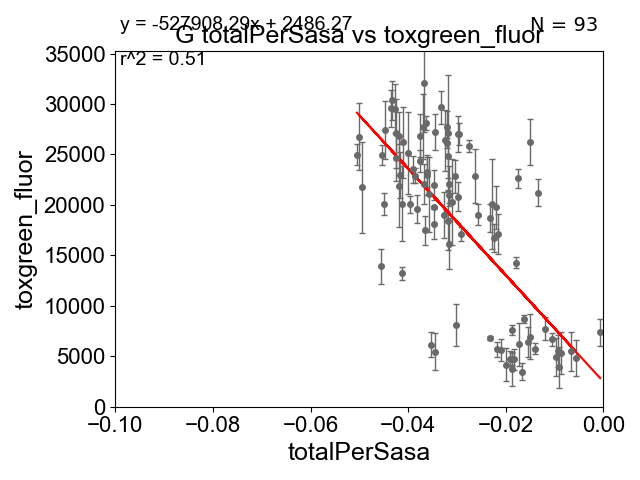 y = -527908.29x + 2486.27
N = 93
G totalPerSasa vs toxgreen_fluor
r^2 = 0.51
35000
30000
25000
20000
15000
10000
5000
0
toxgreen_fluor
−0.10 −0.08 −0.06 −0.04 −0.02 0.00
totalPerSasa